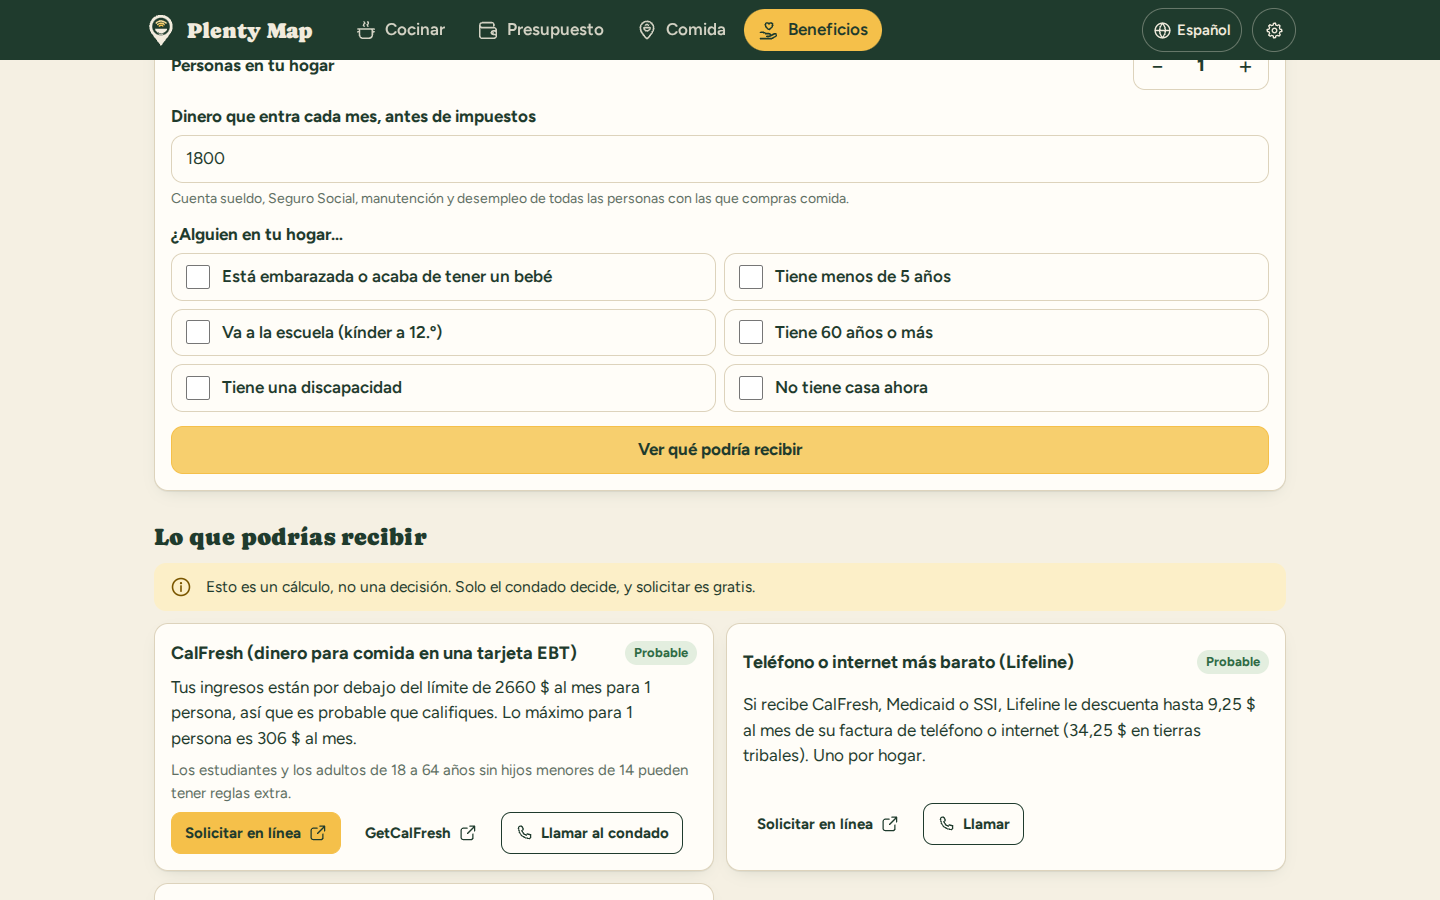 Plenty Map
Cocinar
Presupuesto
Comida
Beneficios
Español
Personas en tu hogar
− 1 +
Dinero que entra cada mes, antes de impuestos
1800
Cuenta sueldo, Seguro Social, manutención y desempleo de todas las personas con las que compras comida.
¿Alguien en tu hogar...
Está embarazada o acaba de tener un bebé
Tiene menos de 5 años
Va a la escuela (kínder a 12.º)
Tiene 60 años o más
Tiene una discapacidad
No tiene casa ahora
Ver qué podría recibir
Lo que podrías recibir
Esto es un cálculo, no una decisión. Solo el condado decide, y solicitar es gratis.
CalFresh (dinero para comida en una tarjeta EBT)
Probable
Tus ingresos están por debajo del límite de 2660 $ al mes para 1
persona, así que es probable que califiques. Lo máximo para 1
persona es 306 $ al mes.
Los estudiantes y los adultos de 18 a 64 años sin hijos menores de 14 pueden
tener reglas extra.
Solicitar en línea
GetCalFresh
Llamar al condado
Teléfono o internet más barato (Lifeline)
Probable
Si recibe CalFresh, Medicaid o SSI, Lifeline le descuenta hasta 9,25 $
al mes de su factura de teléfono o internet (34,25 $ en tierras
tribales). Uno por hogar.
Solicitar en línea
Llamar